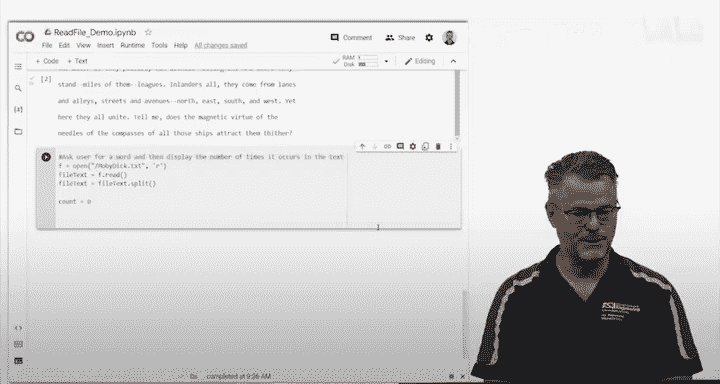 ReadFile_Demo.ipynb
Comment
Share
File Edit View Insert Runtime Tools Help All changes saved
+ Code + Text
RAM
Disk
Editing
[2]
stand--miles of them--leagues. Inlanders all, they come from lanes
and alleys, streets and avenues--north, east, south, and west. Yet
here they all unite. Tell me, does the magnetic virtue of the
needles of the compasses of all those ships attract them thither?
#Ask user for a word and then display the number of times it occurs in the text
f = open("/MobyDick.txt", 'r')
fileText = f.read()
fileText = fileText.split()
count = 0
0s completed at 9:26 AM